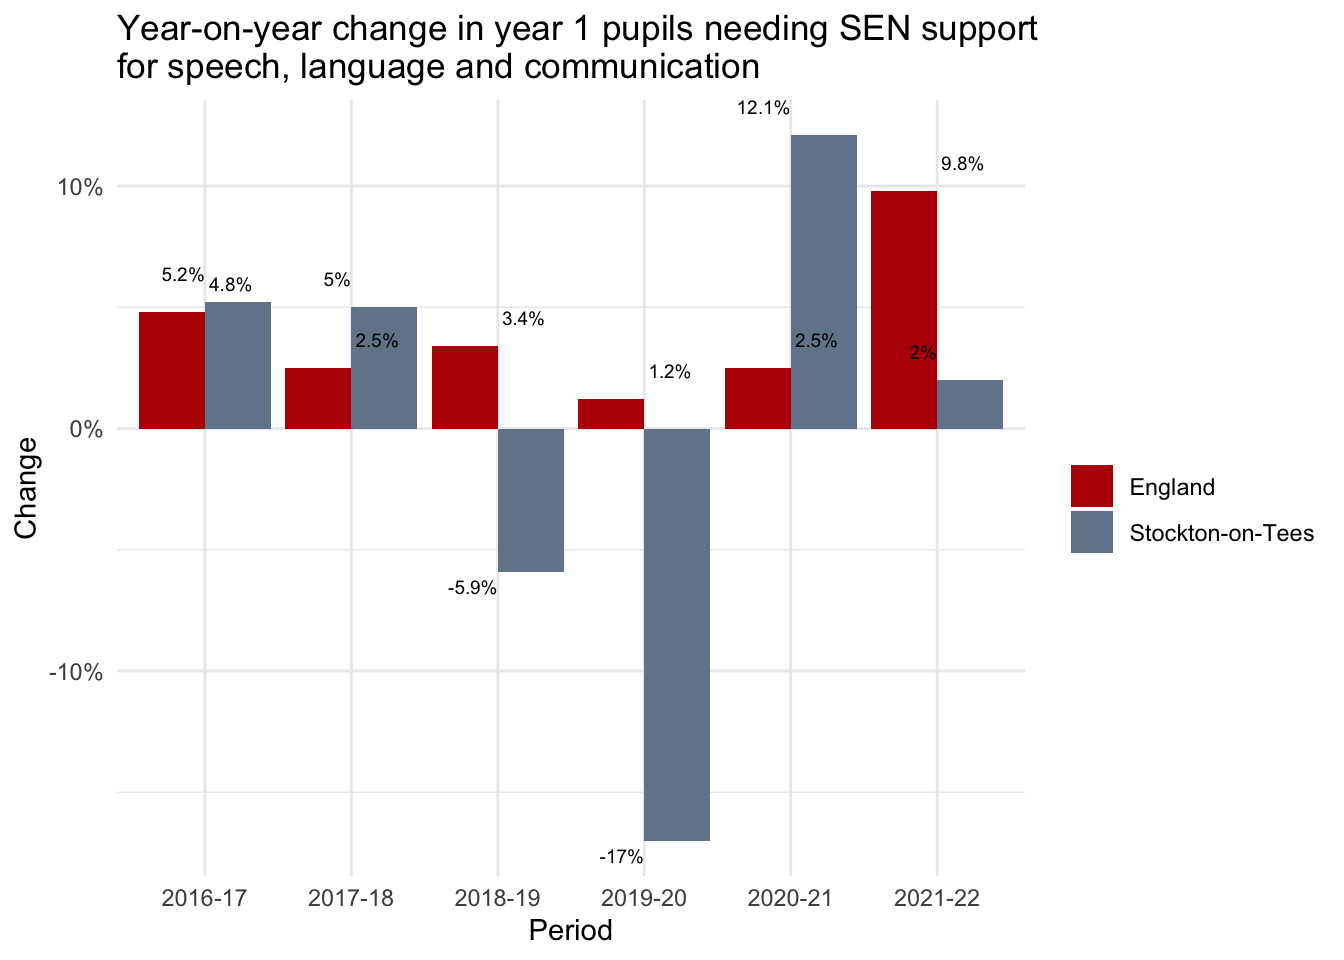 Year-on-year change in year 1 pupils needing SEN support
for speech, language and communication
12.1%
9.8%
10%
5.2%
4.8%
5%
3.4%
2.5%
2.5%
2%
1.2%
0%
Change
England
Stockton-on-Tees
-5.9%
-10%
-17%
2016-17 2017-18 2018-19 2019-20 2020-21 2021-22
Period